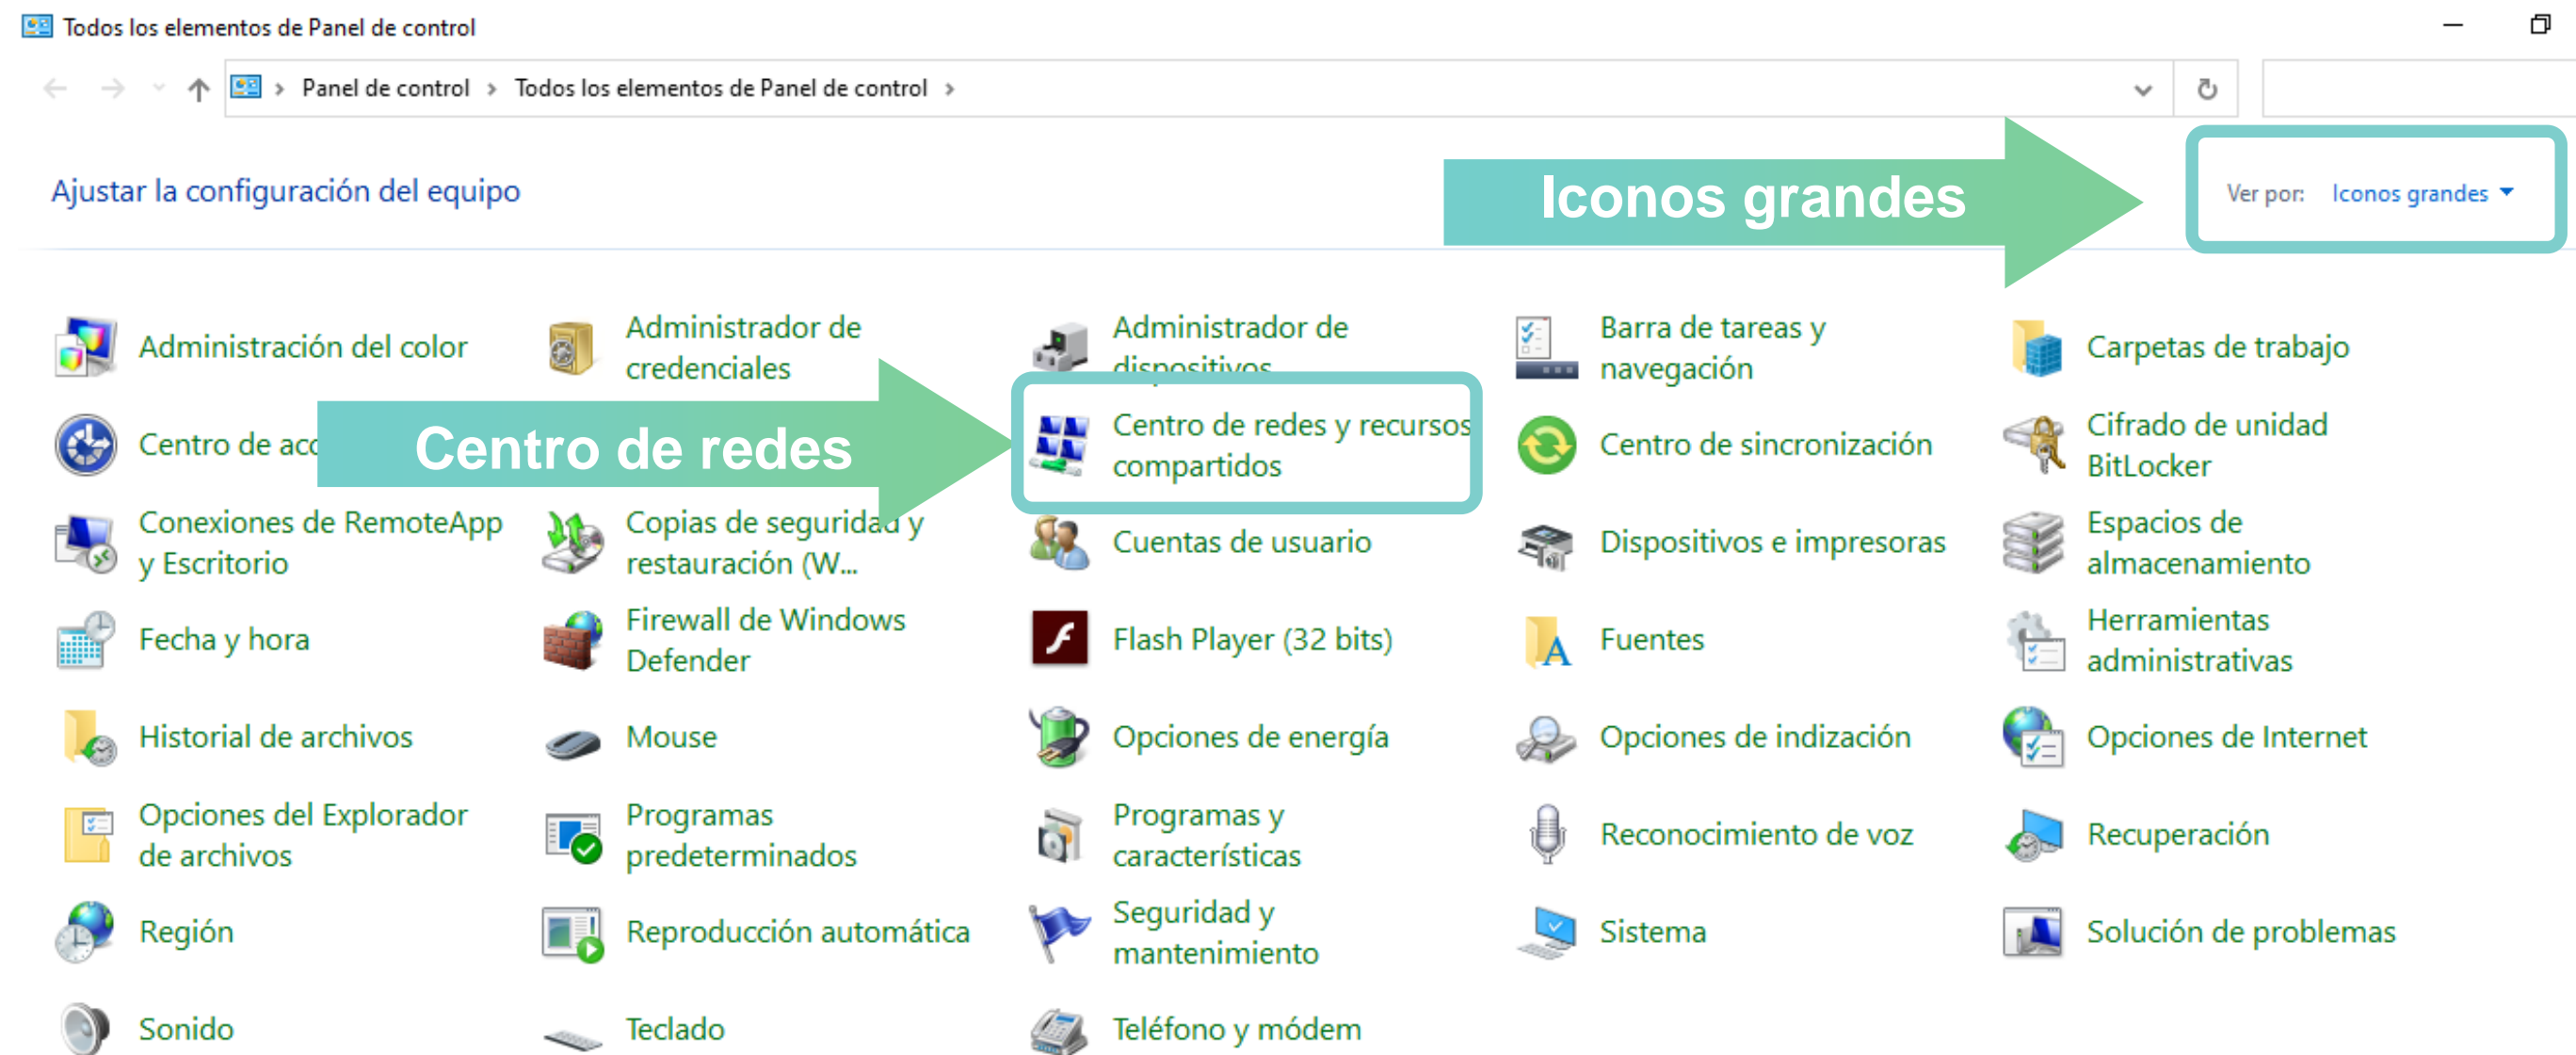 Todos los elementos de Panel de control
Panel de control > Todos los elementos de Panel de control >
Ajustar la configuración del equipo
Iconos grandes
Ver por: Iconos grandes
Administración del color
Administrador de
credenciales
Administrador de
dispositivos
Barra de tareas y
navegación
Carpetas de trabajo
Centro de
Centro de redes
Centro de redes y recursos
compartidos
Centro de sincronización
Cifrado de unidad
BitLocker
Conexiones de RemoteApp
y Escritorio
Copias de seguridad y
restauración (W...
Cuentas de usuario
Dispositivos e impresoras
Espacios de
almacenamiento
Fecha y hora
Firewall de Windows
Defender
Flash Player (32 bits)
Fuentes
Herramientas
administrativas
Historial de archivos
Mouse
Opciones de energía
Opciones de indización
Opciones de Internet
Opciones del Explorador
de archivos
Programas
predeterminados
Programas y
características
Reconocimiento de voz
Recuperación
Región
Reproducción automática
Seguridad y
mantenimiento
Sistema
Solución de problemas
Sonido
Teclado
Teléfono y módem